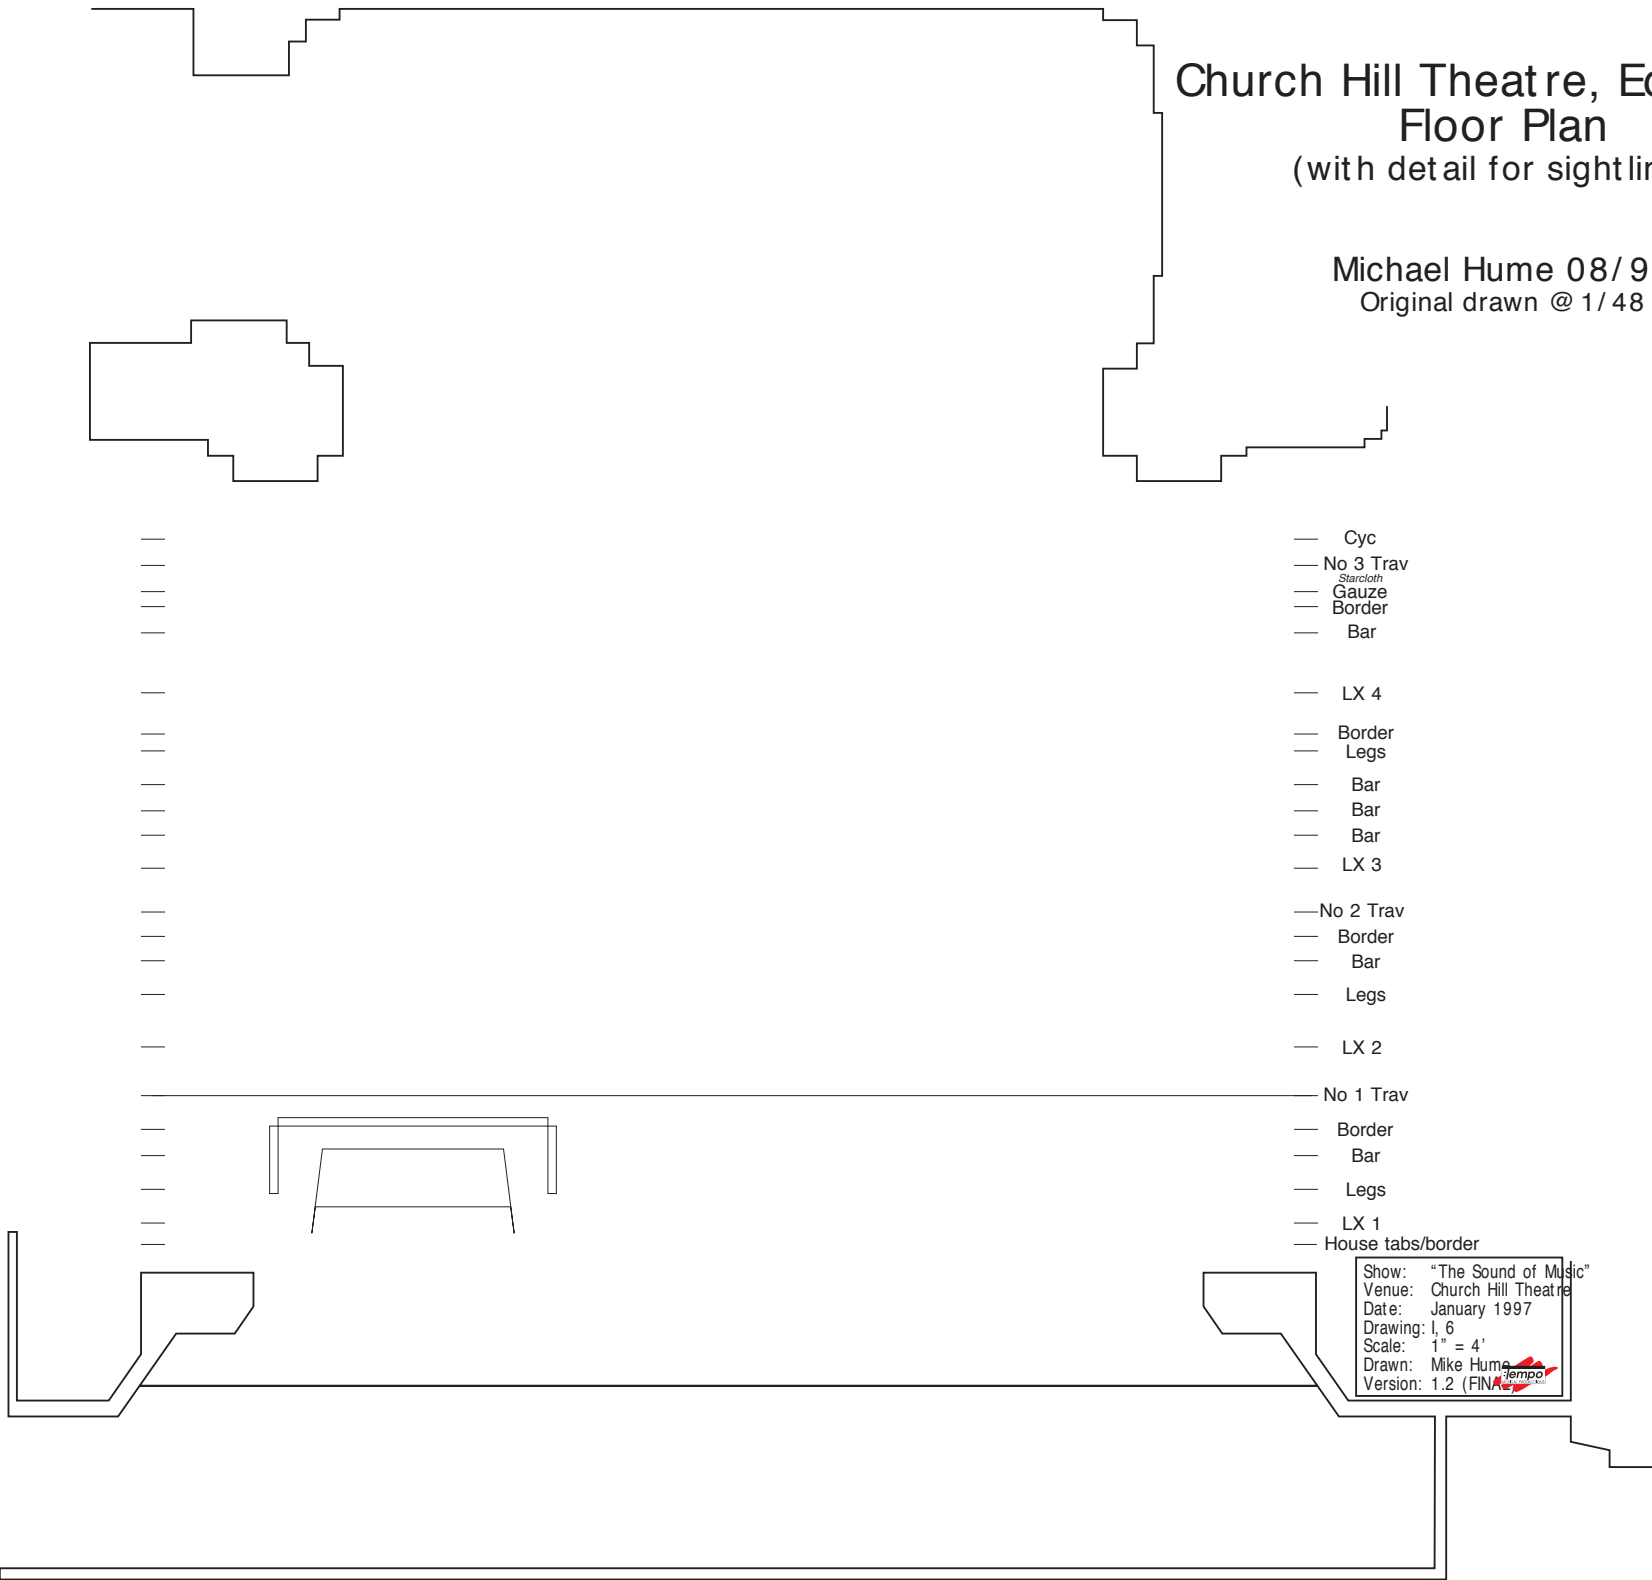 Church Hill Theatre, Ed
Floor Plan
(with detail for sightlin
Michael Hume 08/9
Original drawn @ 1/48
Cyc
No 3 Trav
Starcloth
Gauze
Border
Bar
LX 4
Border
Legs
Bar
Bar
Bar
LX 3
No 2 Trav
Border
Bar
Legs
LX 2
No 1 Trav
Border
Bar
Legs
LX 1
House tabs/border
Show: “The Sound of Music”
Venue: Church Hill Theatre
Date: January 1997
Drawing: I, 6
Scale: 1” = 4’
Drawn: Mike Hume
Version: 1.2 (FINAL)
Tempo